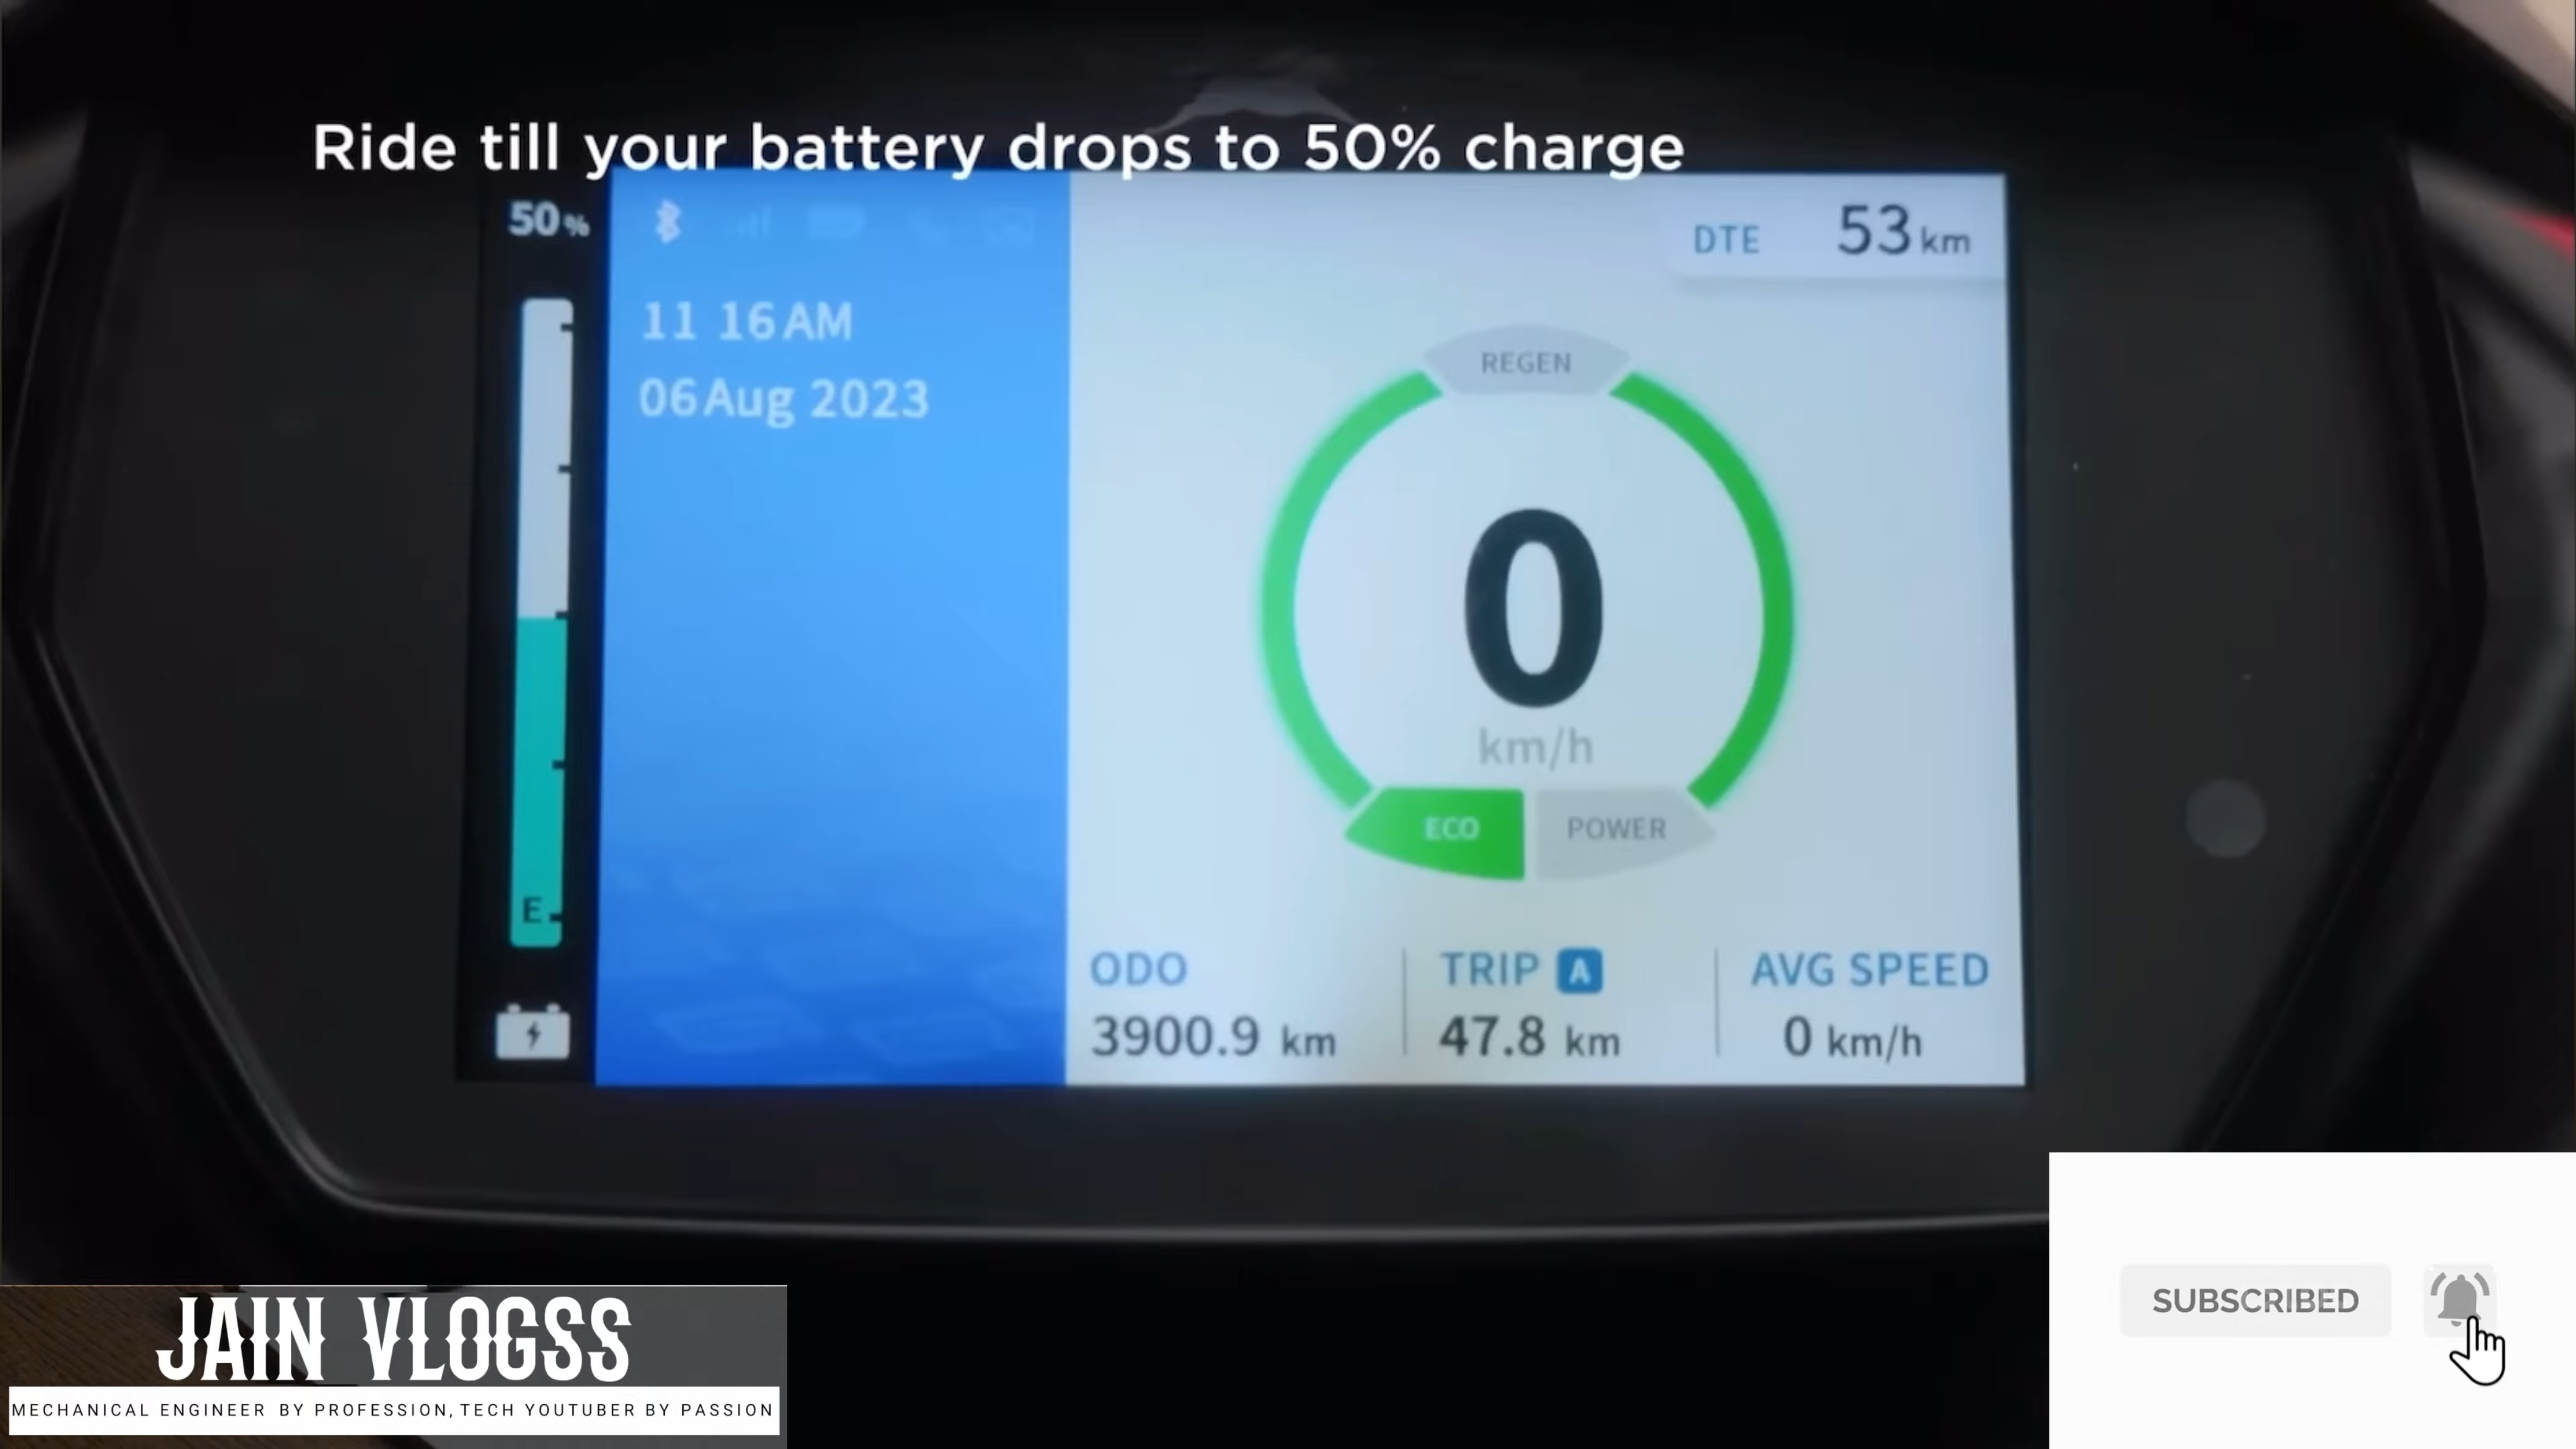 Ride till your battery drops to 50% charge
50%
11 16 AM
06 Aug 2023
DTE 53 km
REGEN
0
km/h
ECO POWER
E
ODO TRIP A AVG SPEED
3900.9 km 47.8 km 0 km/h
JAIN VLOGSS
MECHANICAL ENGINEER BY PROFESSION, TECH YOUTUBER BY PASSION
SUBSCRIBED